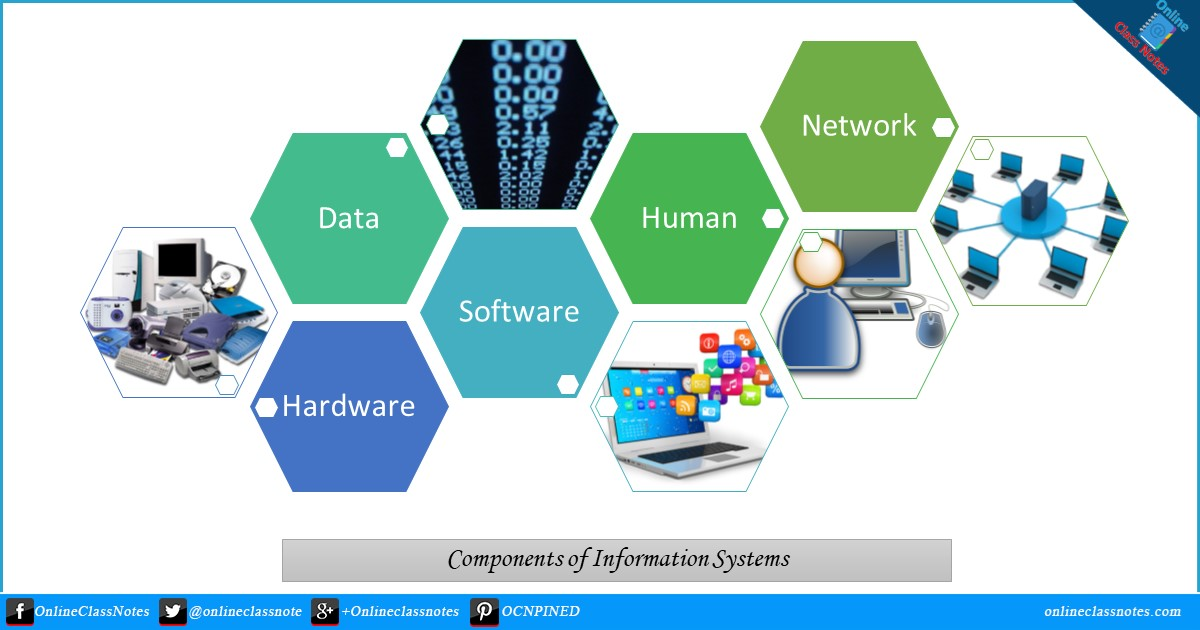 Online
Class Notes
Network
Data
Human
Software
Hardware
Components of Information Systems
OnlineClassNotes @onlineclassnote +Onlineclassnotes OCNPINED onlineclassnotes.com